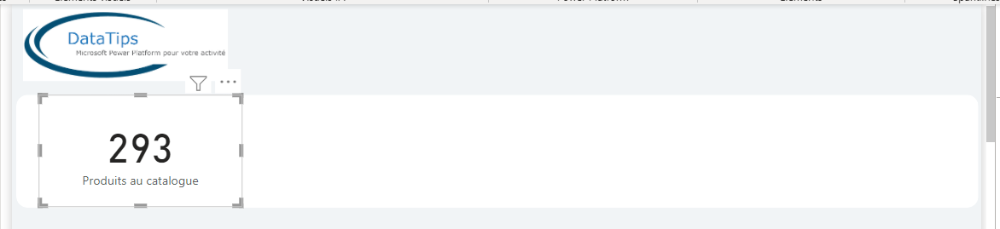 DataTips
Microsoft Power Platform pour votre activité
293
Produits au catalogue